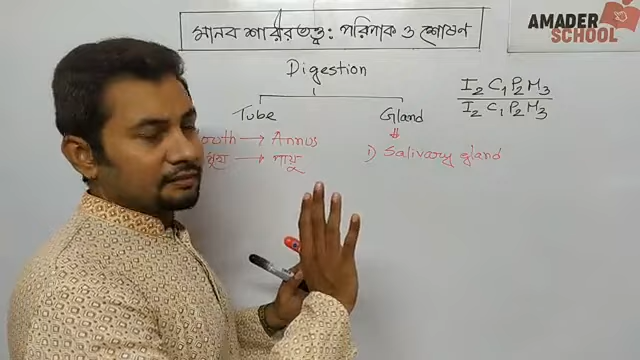 AMADER
SCHOOL
মানব শারীরতত্ত্ব : পরিপাক ও শোষণ
Digestion
I2 C1 P2 M3
I2 C1 P2 M3
Tube Gland
outh → Annus
→ পায়ু
i) Salivary gland